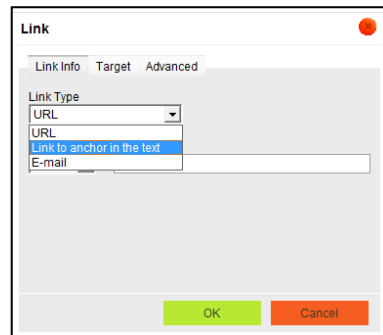 Link
Link Info Target Advanced
Link Type
URL
URL
Link to anchor in the text
E-mail
OK Cancel